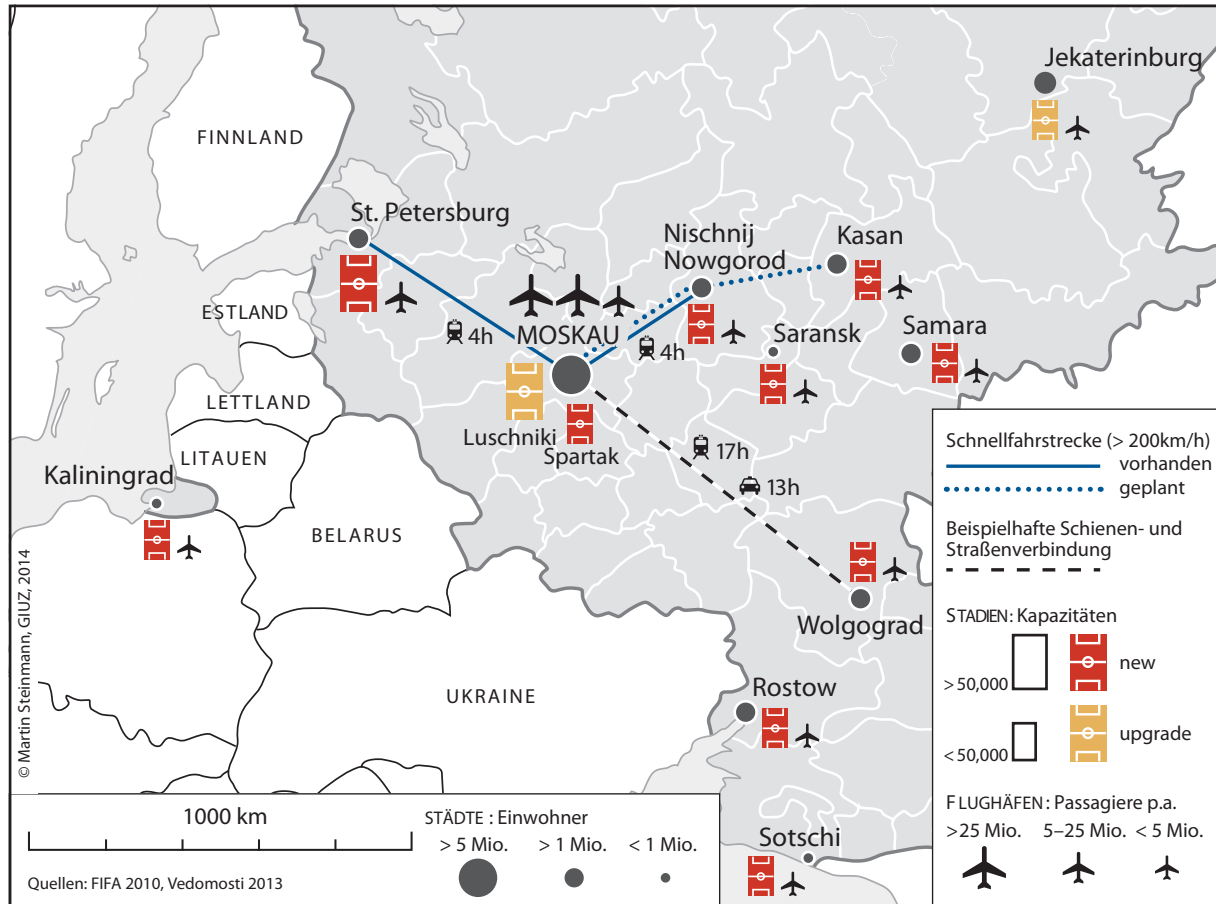 Jekaterinburg
FINNLAND
St. Petersburg
Nischnij
Nowgorod
Kasan
ESTLAND
MOSKAU
4h
4h
Saransk
Samara
LETTLAND
Luschniki
Spartak
LITAUEN
Kaliningrad
17h
13h
BELARUS
Wolgograd
UKRAINE
Rostow
Sotschi
© Martin Steinmann, GIUZ, 2014
1000 km
Quellen: FIFA 2010, Vedomosti 2013
STÄDTE : Einwohner
> 5 Mio. > 1 Mio. < 1 Mio.
Schnellfahrstrecke (> 200km/h)
vorhanden
geplant
Beispielhafte Schienen- und
Straßenverbindung
STADIEN: Kapazitäten
> 50,000 new
< 50,000 upgrade
FLUGHÄFEN : Passagiere p.a.
>25 Mio. 5–25 Mio. < 5 Mio.